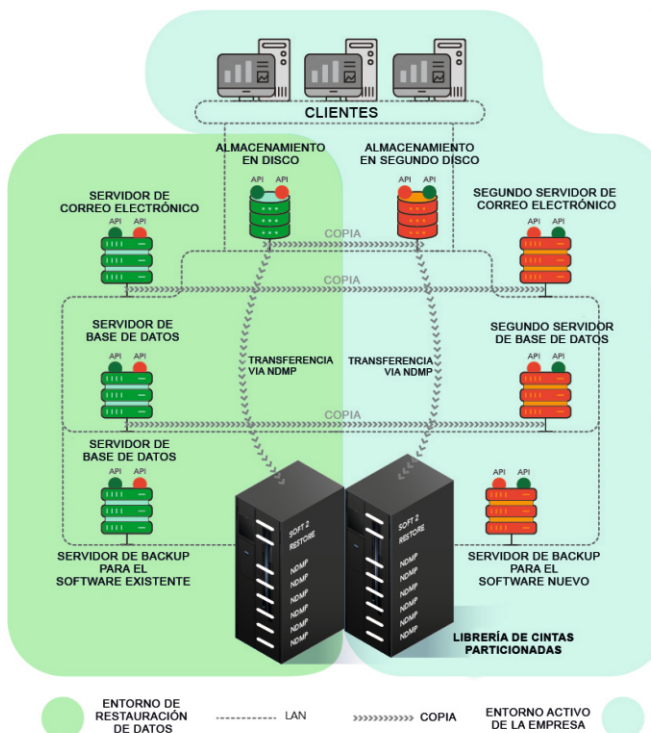 CLIENTES
ALMACENAMIENTO
EN DISCO
API API
ALMACENAMIENTO
EN SEGUNDO DISCO
API API
SERVIDOR DE
CORREO ELECTRÓNICO
API API
SEGUNDO SERVIDOR DE
CORREO ELECTRÓNICO
API API
COPIA
COPIA
SERVIDOR DE
BASE DE DATOS
API API
SEGUNDO SERVIDOR
DE BASE DE DATOS
API API
TRANSFERENCIA
VIA NDMP
TRANSFERENCIA
VIA NDMP
COPIA
SERVIDOR DE
BASE DE DATOS
API API
API API
SERVIDOR DE BACKUP
PARA EL
SOFTWARE EXISTENTE
SOFT 2
RESTORE
NDMP
NDMP
NDMP
NDMP
NDMP
NDMP
SOFT 2
RESTORE
NDMP
NDMP
NDMP
NDMP
NDMP
NDMP
SERVIDOR DE BACKUP
PARA EL
SOFTWARE NUEVO
LIBRERÍA DE CINTAS
PARTICIONADAS
ENTORNO DE
RESTAURACIÓN
DE DATOS
LAN
COPIA
ENTORNO ACTIVO
DE LA EMPRESA